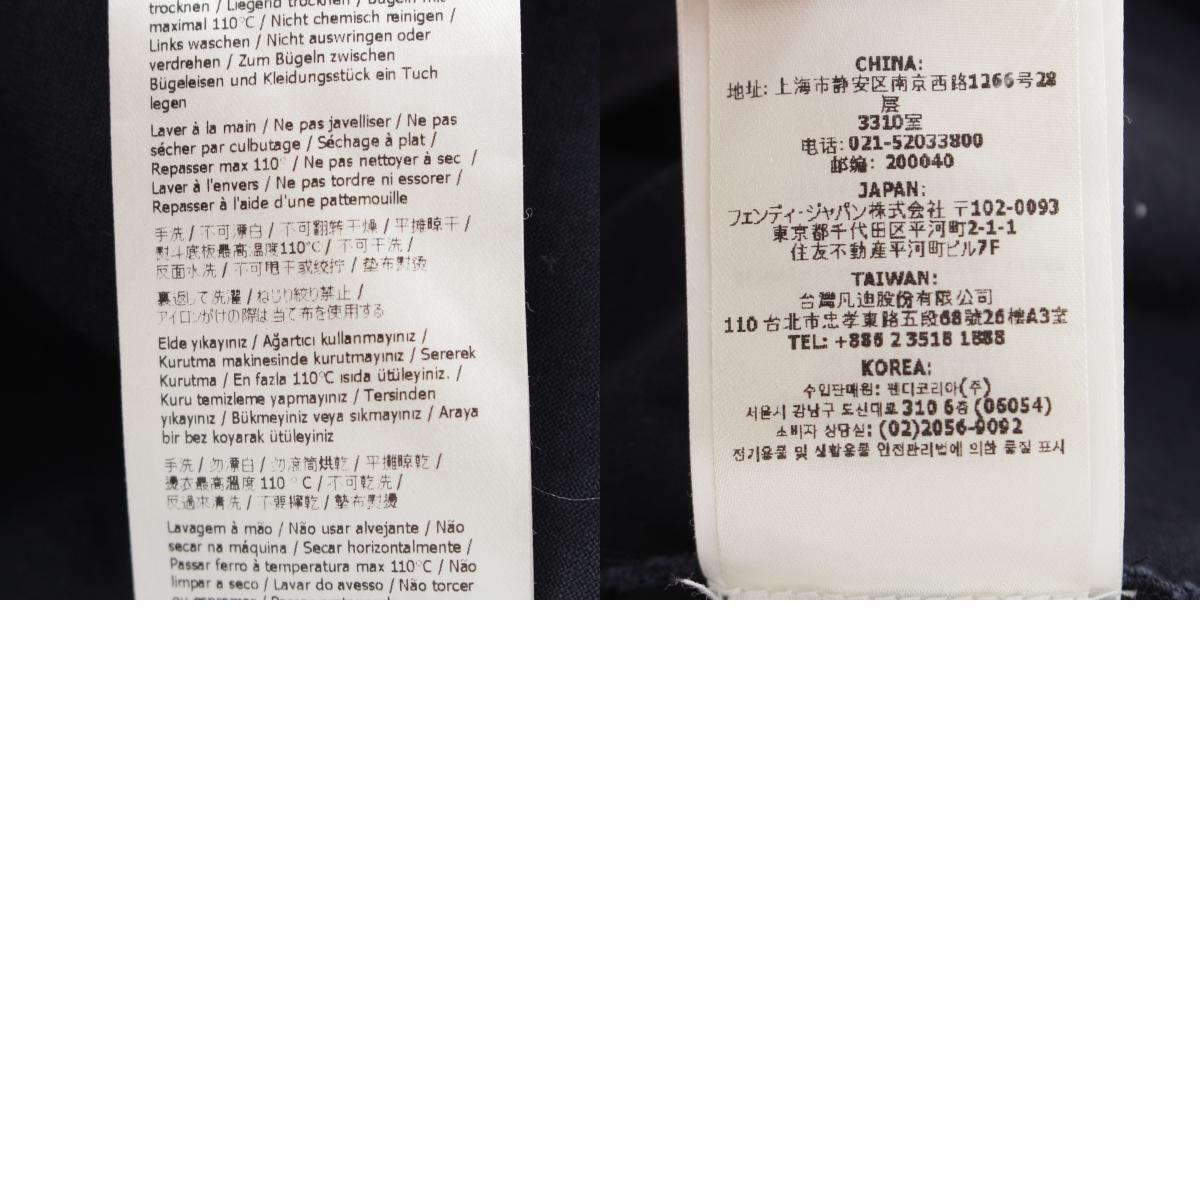 trocknen / Liegend trocknen / Bügeln mit
maximal 110°C / Nicht chemisch reinigen /
Links waschen / Nicht auswringen oder
verdrehen / Zum Bügeln zwischen
Bügeleisen und Kleidungsstück ein Tuch
legen
Laver à la main / Ne pas javelliser / Ne pas
sécher par culbutage / Séchage à plat /
Repasser max 110° / Ne pas nettoyer à sec /
Laver à l'envers / Ne pas tordre ni essorer /
Repasser à l'aide d'une pattemouille
手洗 / 不可漂白 / 不可翻转干燥 / 平摊晾干 /
熨斗底板最高温度110°C / 不可干洗 /
反面水洗 / 不可甩干或绞拧 / 垫布熨烫
裏返して洗濯 / ねじり絞り禁止 /
アイロンがけの際は当て布を使用する
Elde yıkayınız / Ağartıcı kullanmayınız /
Kurutma makinesinde kurutmayınız / Sererek
Kurutma / En fazla 110°C ısıda ütüleyiniz. /
Kuru temizleme yapmayınız / Tersinden
yıkayınız / Bükmeyiniz veya sıkmayınız / Araya
bir bez koyarak ütüleyiniz
手洗 / 勿漂白 / 勿滾筒烘乾 / 平攤晾乾 /
燙衣最高溫度 110 °C / 不可乾洗 /
反過來清洗 / 不要擰乾 / 墊布熨燙
Lavagem à mão / Não usar alvejante / Não
secar na máquina / Secar horizontalmente /
Passar ferro à temperatura max 110°C / Não
limpar a seco / Lavar do avesso / Não torcer
CHINA:
地址: 上海市静安区南京西路1266号28
层
3310室
电话: 021-52033800
邮编: 200040
JAPAN:
フェンディ・ジャパン株式会社 〒102-0093
東京都千代田区平河町2-1-1
住友不動産平河町ビル7F
TAIWAN:
台灣凡迪股份有限公司
110 台北市忠孝東路五段68號26樓A3室
TEL: +886 2 3518 1888
KOREA:
수입판매원: 펜디코리아(주)
서울시 강남구 도산대로 310 6층 (06054)
소비자 상담실: (02)2056-9092
전기용품 및 생활용품 안전관리법에 의한 품질 표시